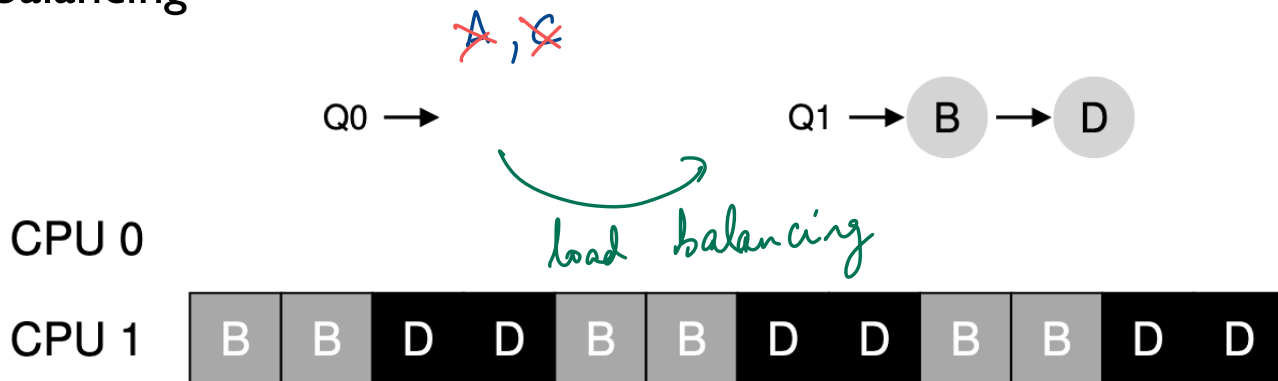 balancing
A, C
Q0 → Q1 → B → D
load balancing
CPU 0
CPU 1 B B D D B B D D B B D D